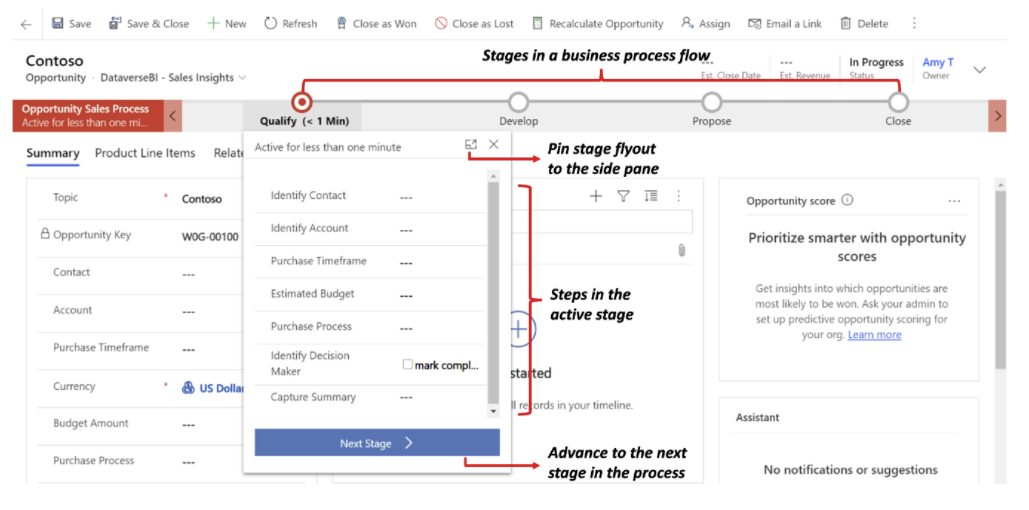 Save Save & Close New Refresh Close as Won Close as Lost Recalculate Opportunity Assign Email a Link Delete
Contoso
Opportunity · DataverseBI - Sales Insights
Stages in a business process flow
---
Est. Close Date
---
Est. Revenue
In Progress
Status
Amy T
Owner
Opportunity Sales Process
Active for less than one mi...
Qualify (< 1 Min)
Develop
Propose
Close
Summary Product Line Items Relate
Active for less than one minute
Pin stage flyout
to the side pane
Topic * Contoso
Opportunity Key W0G-00100
Contact ---
Account ---
Purchase Timeframe ---
Currency * US Dollar
Budget Amount ---
Purchase Process ---
Identify Contact ---
Identify Account ---
Purchase Timeframe ---
Estimated Budget ---
Purchase Process ---
Identify Decision
Maker
mark compl...
Capture Summary ---
Next Stage
Steps in the
active stage
started
ll records in your timeline.
Advance to the next
stage in the process
Opportunity score
Prioritize smarter with opportunity
scores
Get insights into which opportunities are
most likely to be won. Ask your admin to
set up predictive opportunity scoring for
your org. Learn more
Assistant
No notifications or suggestions